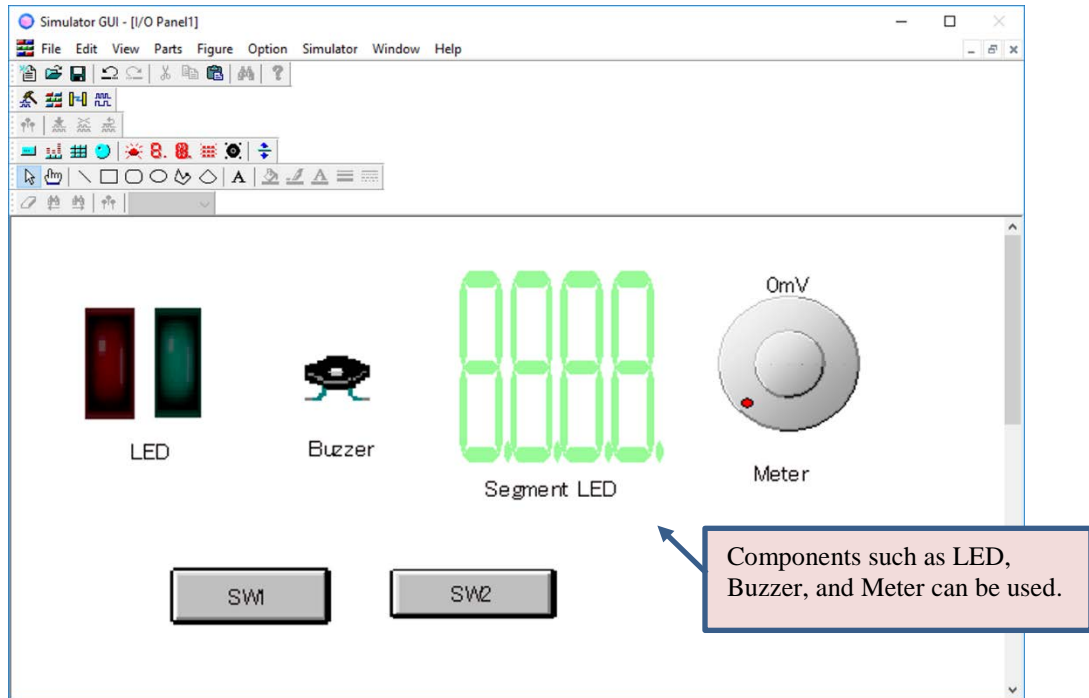 Simulator GUI - [I/O Panel1]
File Edit View Parts Figure Option Simulator Window Help
A
0mV
LED
Buzzer
Segment LED
Meter
SW1
SW2
Components such as LED,
Buzzer, and Meter can be used.